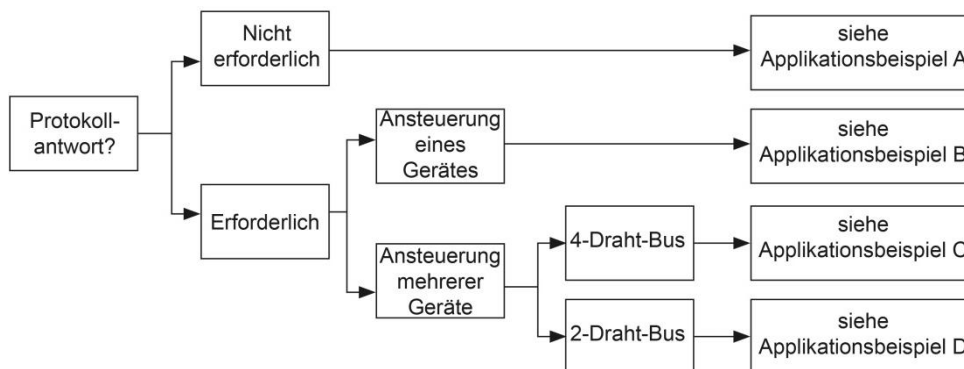 Nicht
erforderlich
siehe
Applikationsbeispiel A
Protokoll-
antwort?
Ansteuerung
eines
Gerätes
siehe
Applikationsbeispiel B
Erforderlich
Ansteuerung
mehrerer
Geräte
4-Draht-Bus
siehe
Applikationsbeispiel C
2-Draht-Bus
siehe
Applikationsbeispiel D